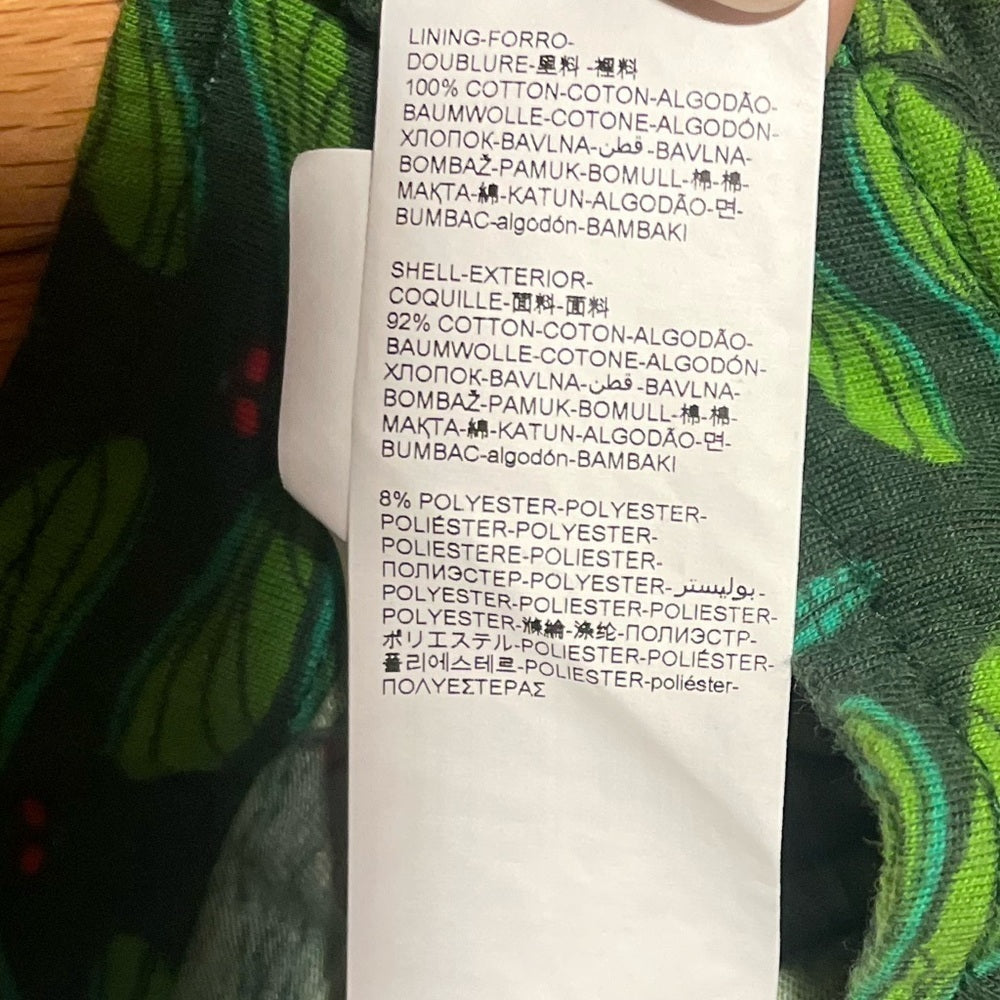 LINING-FORRO-
DOUBLURE-里料 -裡料
100% COTTON-COTON-ALGODÃO-
BAUMWOLLE-COTONE-ALGODÓN-
ХЛОПОК-BAVLNA-قطن-BAVLNA-
BOMBAŽ-PAMUK-BOMULL-棉-棉-
МАҚТА-綿-KATUN-ALGODÃO-면-
BUMBAC-algodón-BAMBAKI
SHELL-EXTERIOR-
COQUILLE-面料-面料
92% COTTON-COTON-ALGODÃO-
BAUMWOLLE-COTONE-ALGODÓN-
ХЛОПОК-BAVLNA-قطن-BAVLNA-
BOMBAŽ-PAMUK-BOMULL-棉-棉-
МАҚТА-綿-KATUN-ALGODÃO-면-
BUMBAC-algodón-BAMBAKI
8% POLYESTER-POLYESTER-
POLIÉSTER-POLYESTER-
POLIESTERE-POLIESTER-
ПОЛИЭСТЕР-POLYESTER-بوليستر-
POLYESTER-POLIESTER-POLIESTER-
POLYESTER-滌綸-涤纶-ПОЛИЭСТР-
ポリエステル-POLIESTER-POLIÉSTER-
폴리에스테르-POLIESTER-poliéster-
ΠΟΛΥΕΣΤΕΡΑΣ